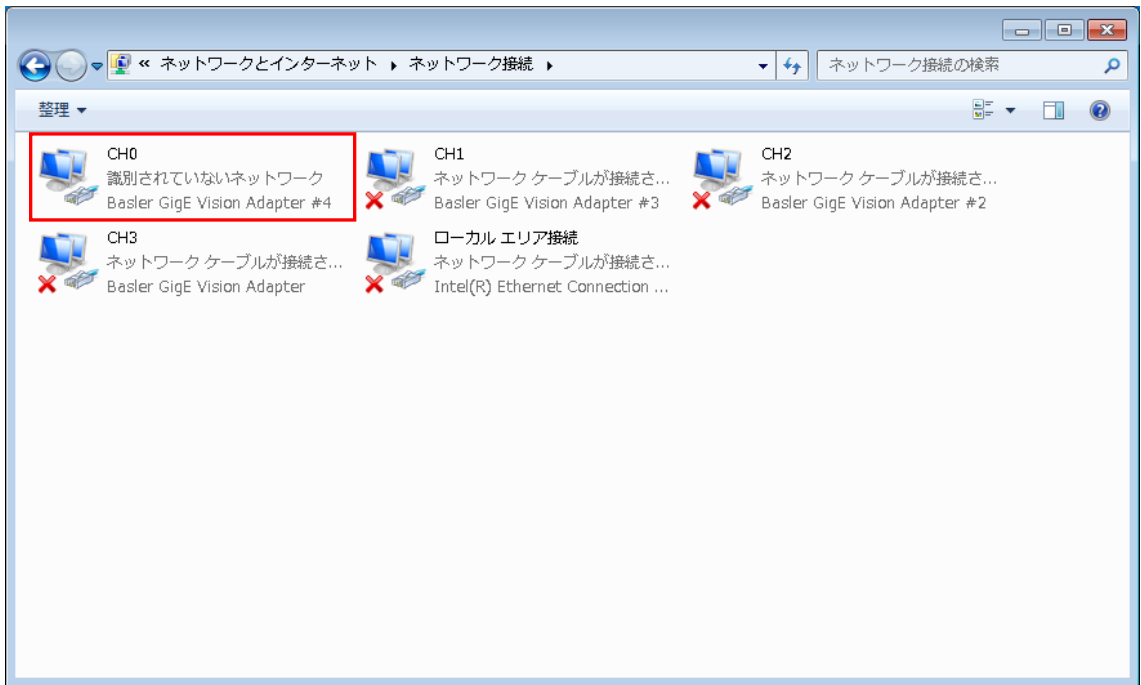 « ネットワークとインターネット ▸ ネットワーク接続 ▸ ネットワーク接続の検索
整理
CH0
識別されていないネットワーク
Basler GigE Vision Adapter #4
CH1
ネットワーク ケーブルが接続さ...
Basler GigE Vision Adapter #3
CH2
ネットワーク ケーブルが接続さ...
Basler GigE Vision Adapter #2
CH3
ネットワーク ケーブルが接続さ...
Basler GigE Vision Adapter
ローカル エリア接続
ネットワーク ケーブルが接続さ...
Intel(R) Ethernet Connection ...